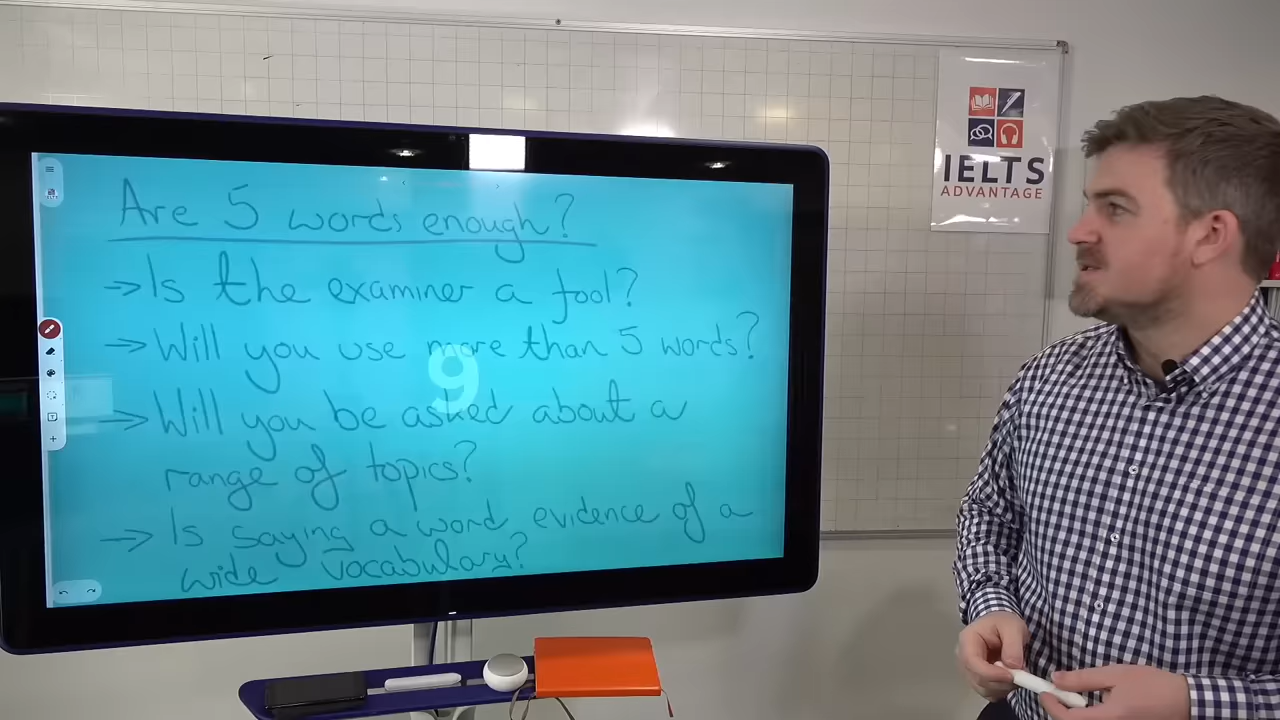 Are 5 words enough?
→Is the examiner a fool?
→Will you use more than 5 words?
9
→Will you be asked about a
range of topics?
→Is saying a word evidence of a
wide vocabulary?
IELTS
ADVANTAGE